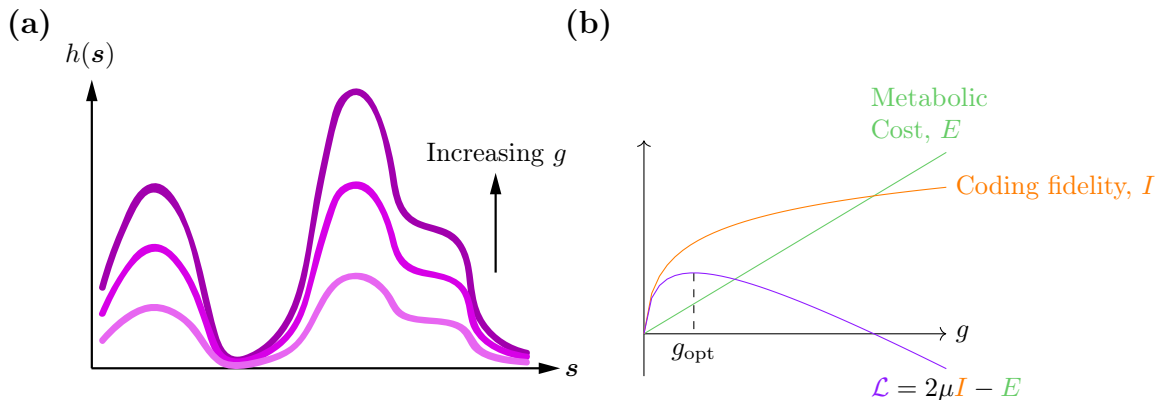 (a)
h(s)
Increasing g
s
(b)
Metabolic
Cost, E
Coding fidelity, I
g
g_opt
ℒ = 2μI − E